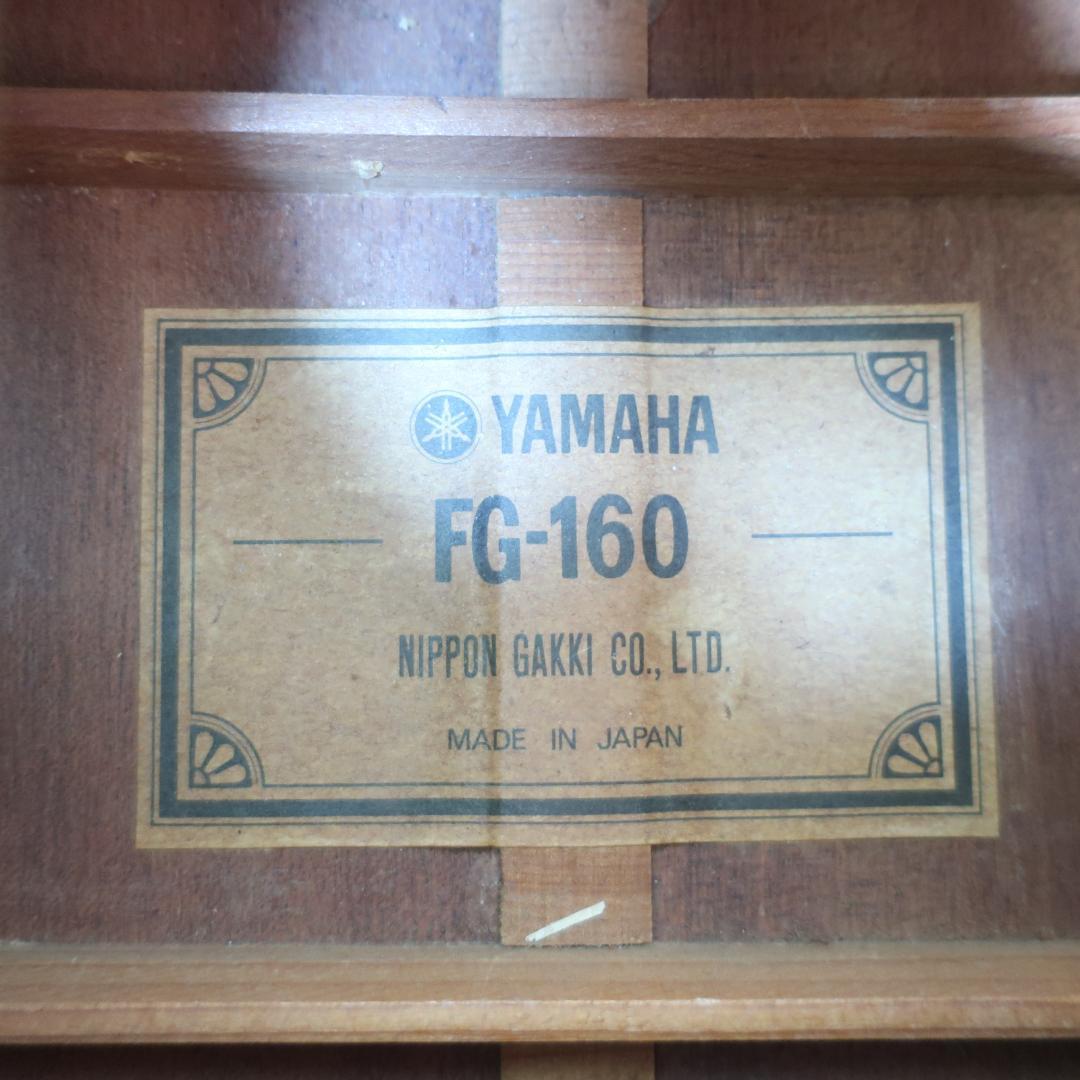 YAMAHA
FG-160
NIPPON GAKKI CO., LTD.
MADE IN JAPAN